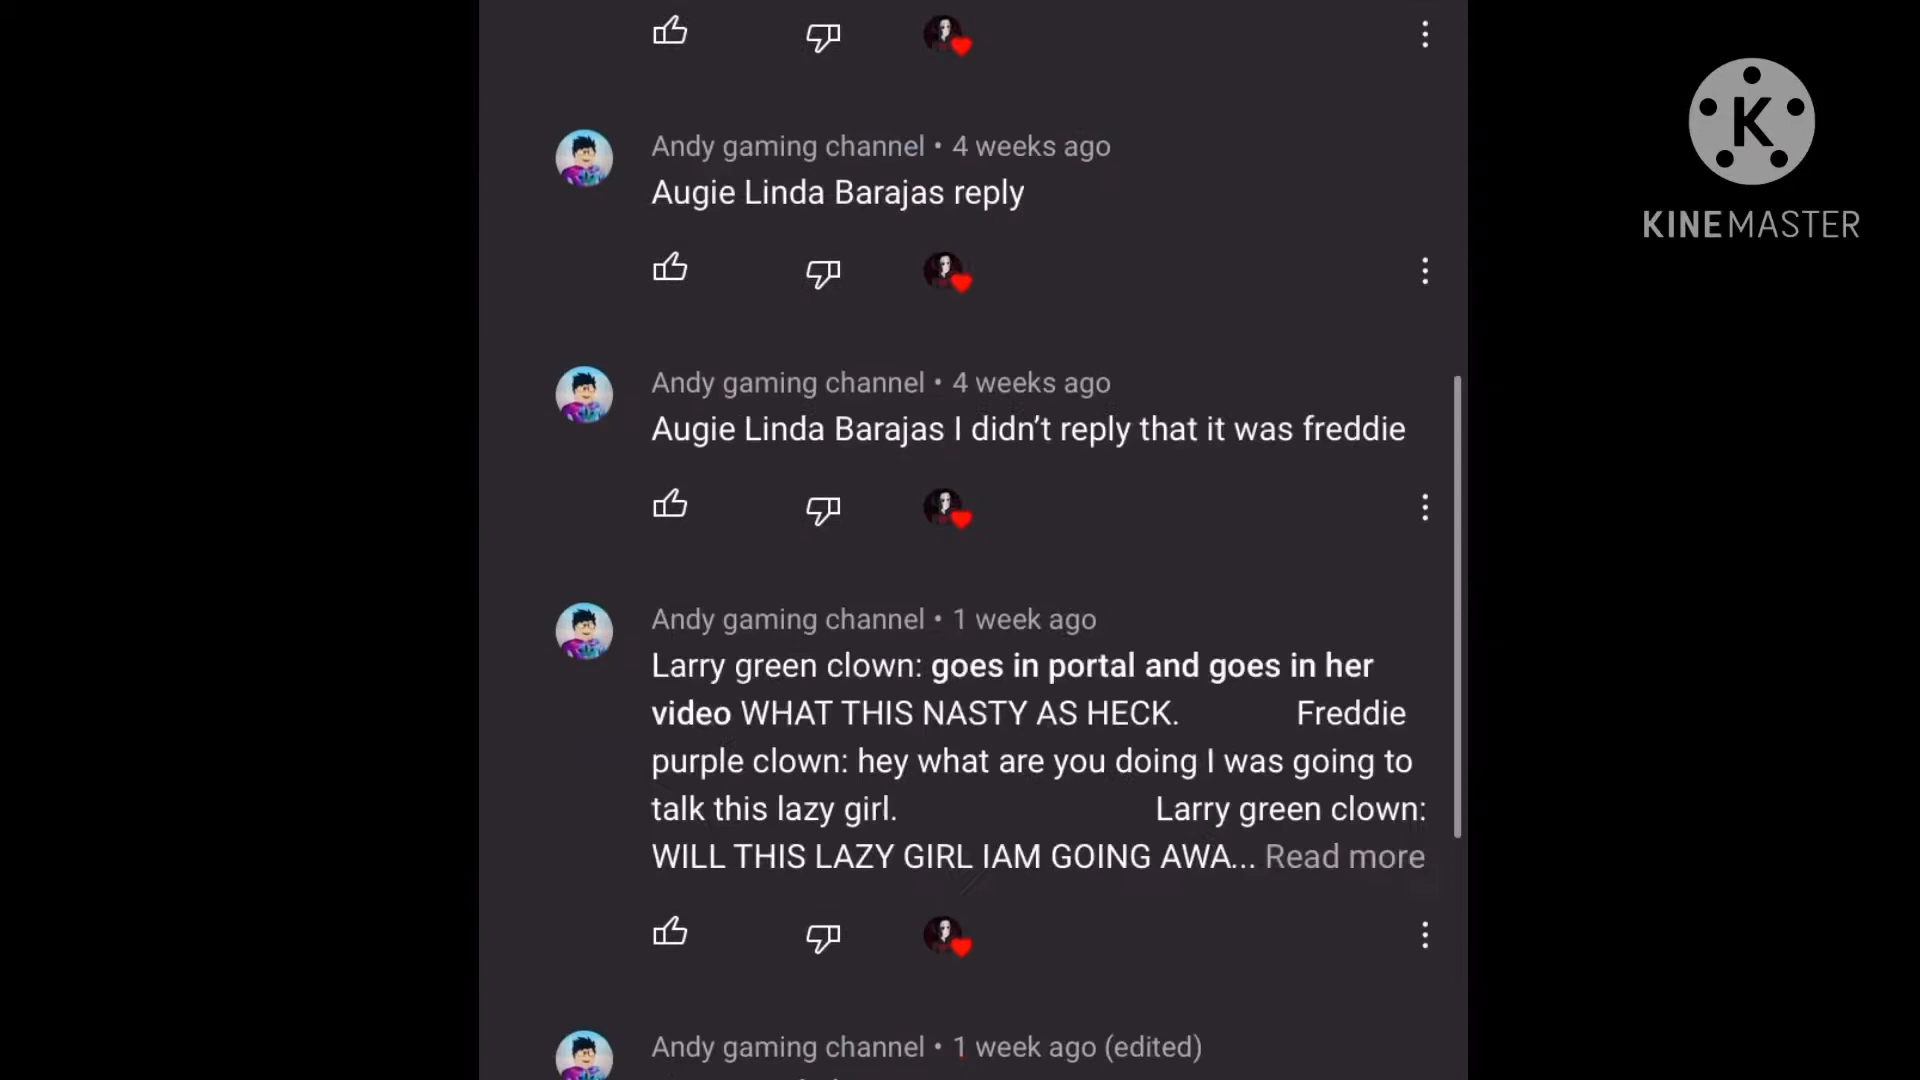 K
KINEMASTER
Andy gaming channel • 4 weeks ago
Augie Linda Barajas reply
Andy gaming channel • 4 weeks ago
Augie Linda Barajas I didn’t reply that it was freddie
Andy gaming channel • 1 week ago
Larry green clown: goes in portal and goes in her
video WHAT THIS NASTY AS HECK. Freddie
purple clown: hey what are you doing I was going to
talk this lazy girl. Larry green clown:
WILL THIS LAZY GIRL IAM GOING AWA... Read more
Andy gaming channel • 1 week ago (edited)